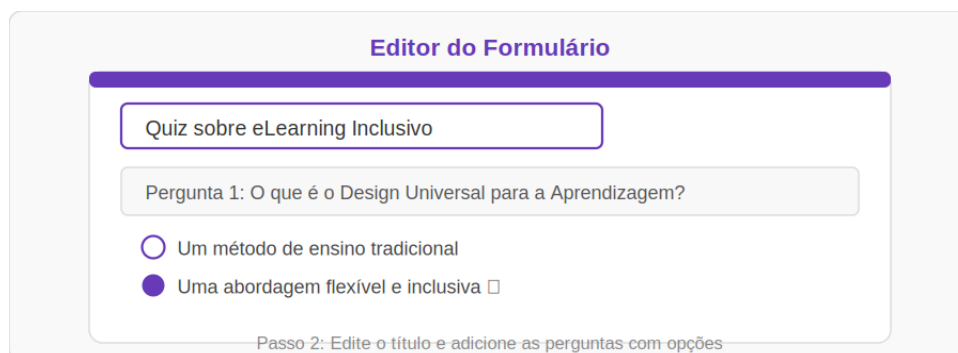 Editor do Formulário
Quiz sobre eLearning Inclusivo
Pergunta 1: O que é o Design Universal para a Aprendizagem?
Um método de ensino tradicional
Uma abordagem flexível e inclusiva
Passo 2: Edite o título e adicione as perguntas com opções